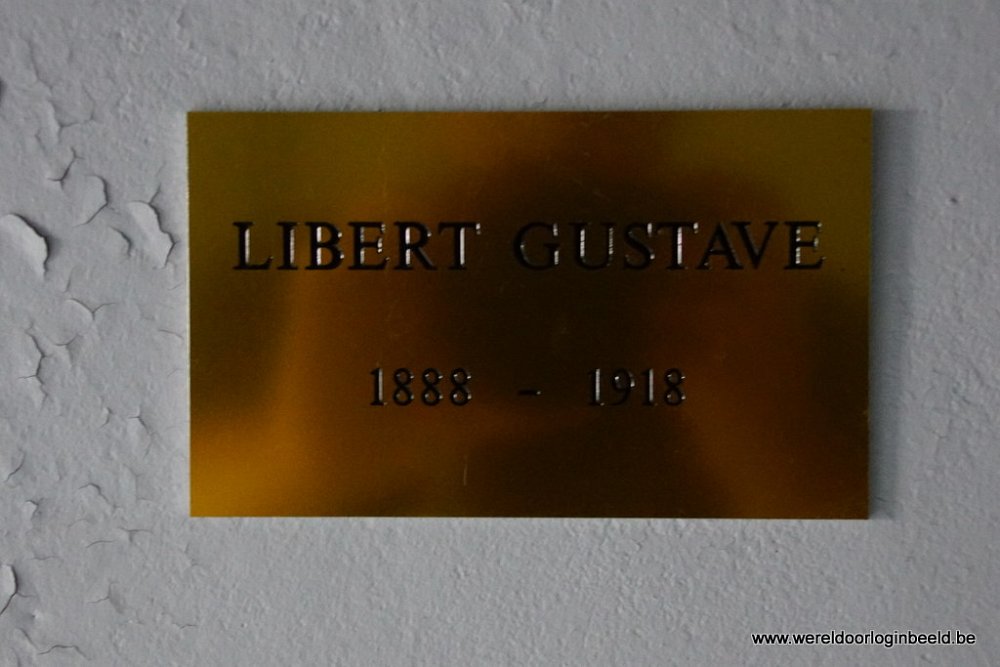 LIBERT GUSTAVE
1888 - 1918
www.wereldoorloginbeeld.be